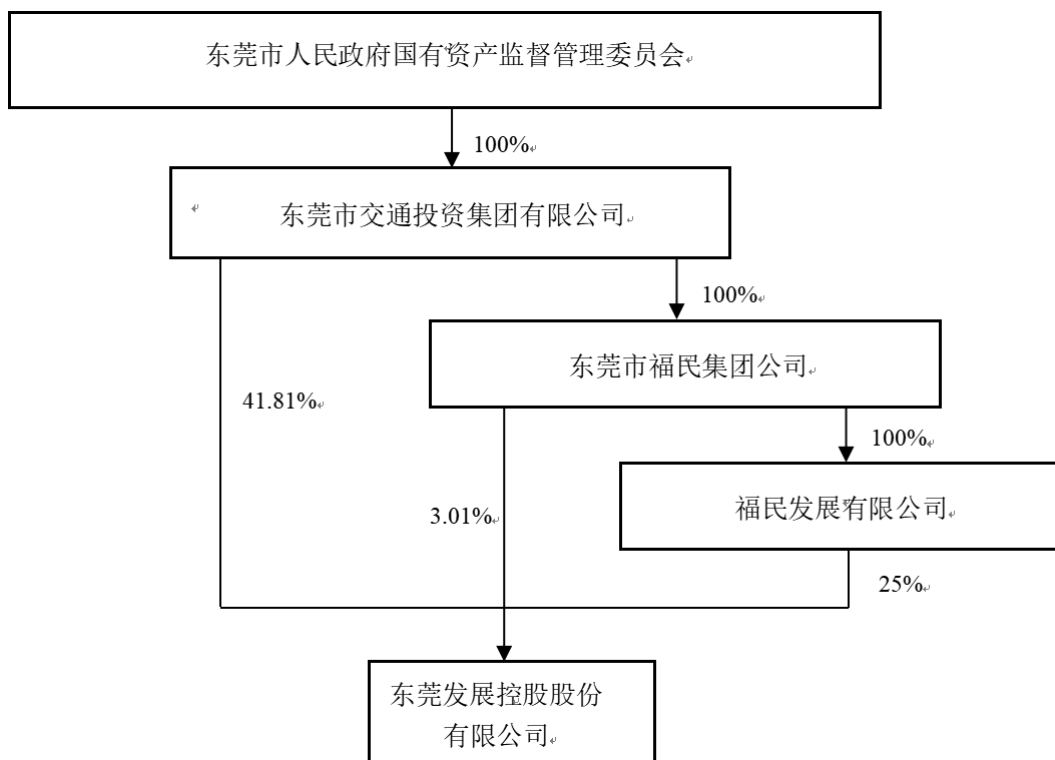 东莞市人民政府国有资产监督管理委员会
100%
东莞市交通投资集团有限公司
100%
东莞市福民集团公司
41.81%
100%
福民发展有限公司
3.01%
25%
东莞发展控股股份
有限公司